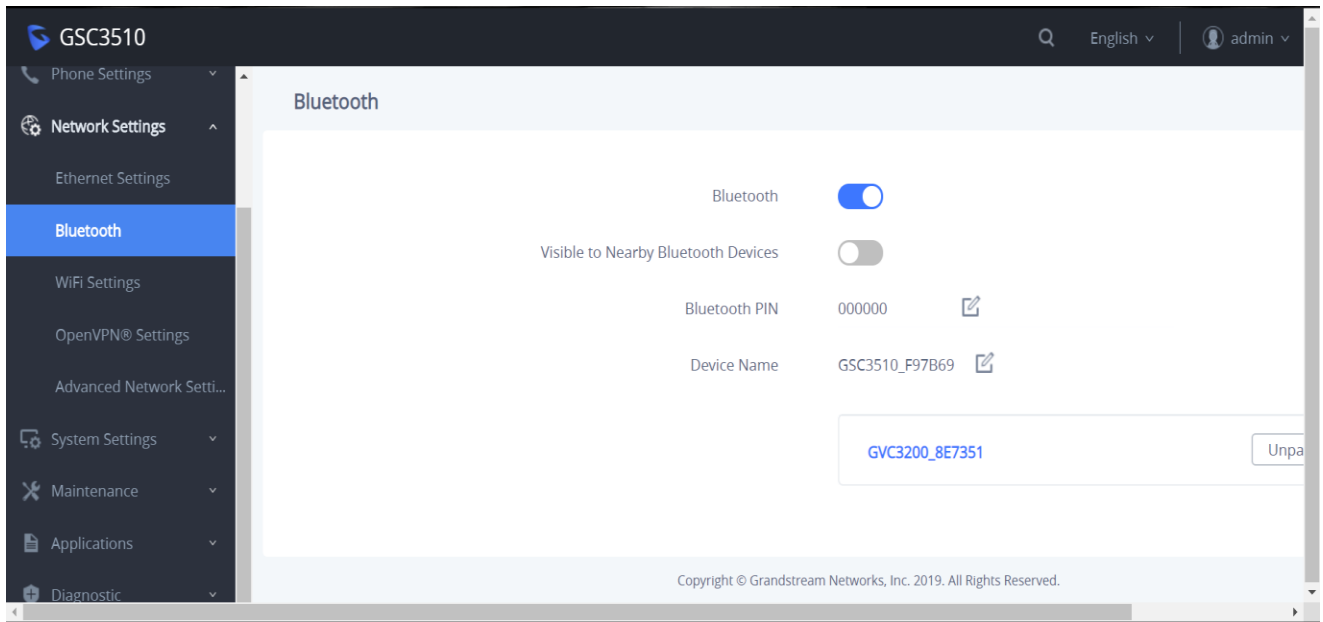 GSC3510
English
admin
Phone Settings
Network Settings
Ethernet Settings
Bluetooth
WiFi Settings
OpenVPN® Settings
Advanced Network Setti...
System Settings
Maintenance
Applications
Diagnostic
Bluetooth
Bluetooth
Visible to Nearby Bluetooth Devices
Bluetooth PIN 000000
Device Name GSC3510_F97B69
GVC3200_8E7351 Unpa
Copyright © Grandstream Networks, Inc. 2019. All Rights Reserved.